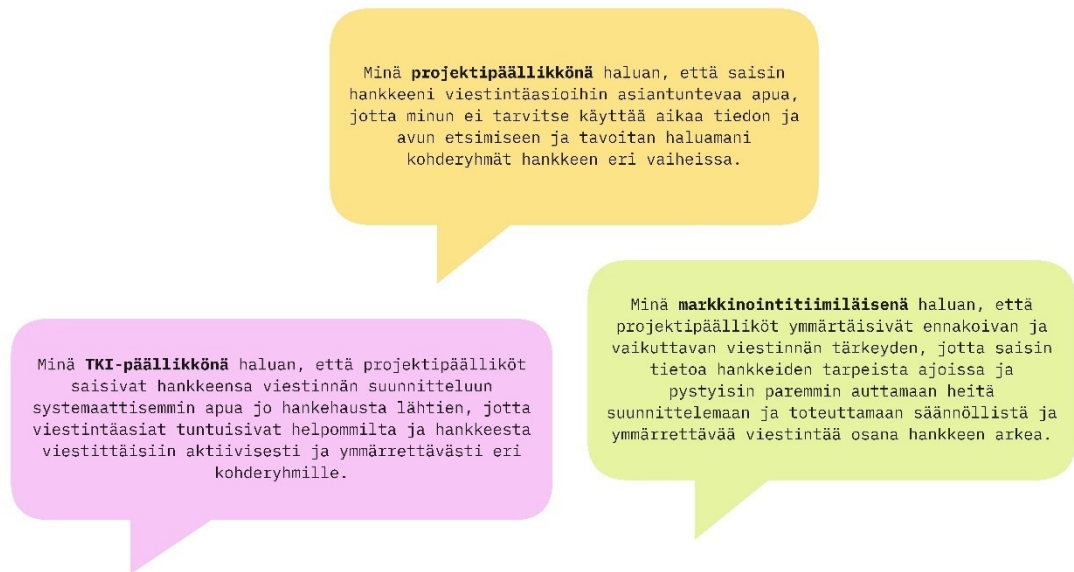 Minä projektipäällikkönä haluan, että saisin
hankkeeni viestintäasioihin asiantuntevaa apua,
jotta minun ei tarvitse käyttää aikaa tiedon ja
avun etsimiseen ja tavoitan haluamani
kohderyhmät hankkeen eri vaiheissa.
Minä TKI-päällikkönä haluan, että projektipäälliköt
saisivat hankkeensa viestinnän suunnitteluun
systemaattisemmin apua jo hankehausta lähtien, jotta
viestintäasiat tuntuisivat helpommilta ja hankkeesta
viestittäisiin aktiivisesti ja ymmärrettävästi eri
kohderyhmille.
Minä markkinointitiimiläisenä haluan, että
projektipäälliköt ymmärtäisivät ennakoivan ja
vaikuttavan viestinnän tärkeyden, jotta saisin
tietoa hankkeiden tarpeista ajoissa ja
pystyisin paremmin auttamaan heitä
suunnittelemaan ja toteuttamaan säännöllistä ja
ymmärrettävää viestintää osana hankkeen arkea.